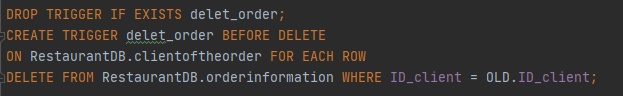 DROP TRIGGER IF EXISTS delet_order;
CREATE TRIGGER delet_order BEFORE DELETE
ON RestaurantDB.clientoftheorder FOR EACH ROW
DELETE FROM RestaurantDB.orderinformation WHERE ID_client = OLD.ID_client;